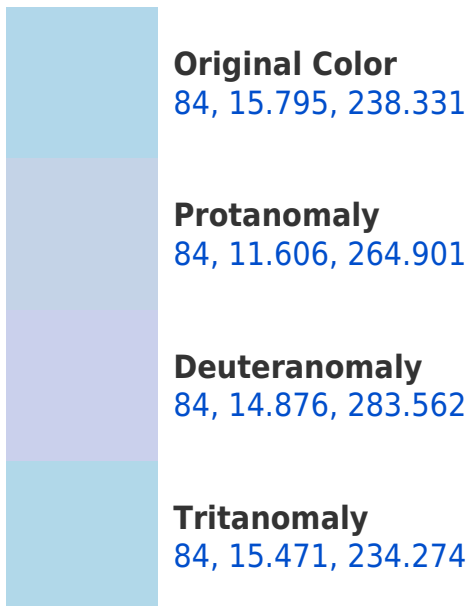 Original Color
84, 15.795, 238.331
Protanomaly
84, 11.606, 264.901
Deuteranomaly
84, 14.876, 283.562
Tritanomaly
84, 15.471, 234.274